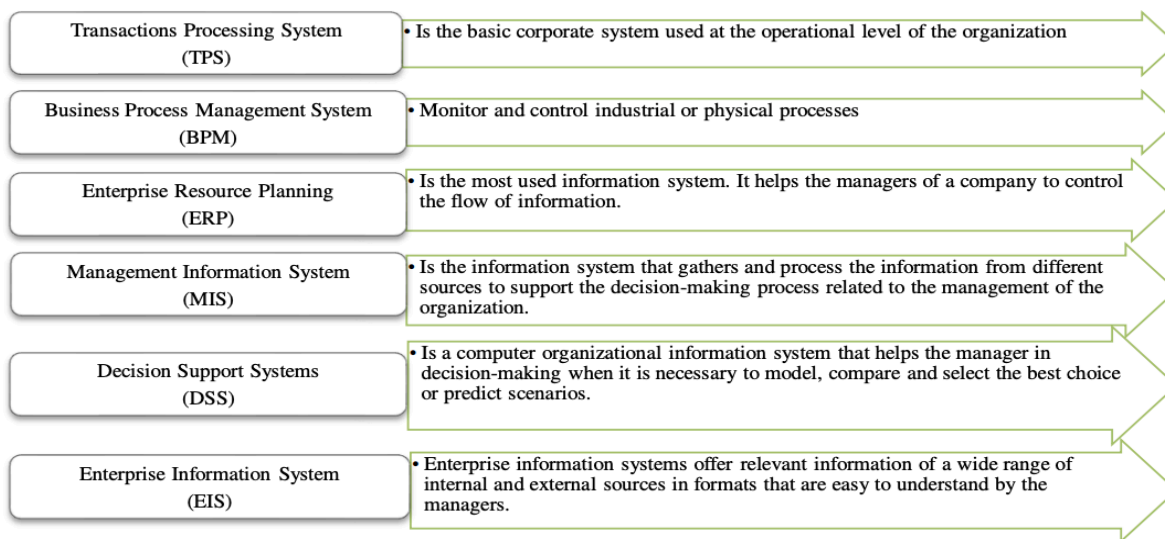 Transactions Processing System
(TPS)
• Is the basic corporate system used at the operational level of the organization
Business Process Management System
(BPM)
• Monitor and control industrial or physical processes
Enterprise Resource Planning
(ERP)
• Is the most used information system. It helps the managers of a company to control
the flow of information.
Management Information System
(MIS)
• Is the information system that gathers and process the information from different
sources to support the decision-making process related to the management of the
organization.
Decision Support Systems
(DSS)
• Is a computer organizational information system that helps the manager in
decision-making when it is necessary to model, compare and select the best choice
or predict scenarios.
Enterprise Information System
(EIS)
• Enterprise information systems offer relevant information of a wide range of
internal and external sources in formats that are easy to understand by the
managers.